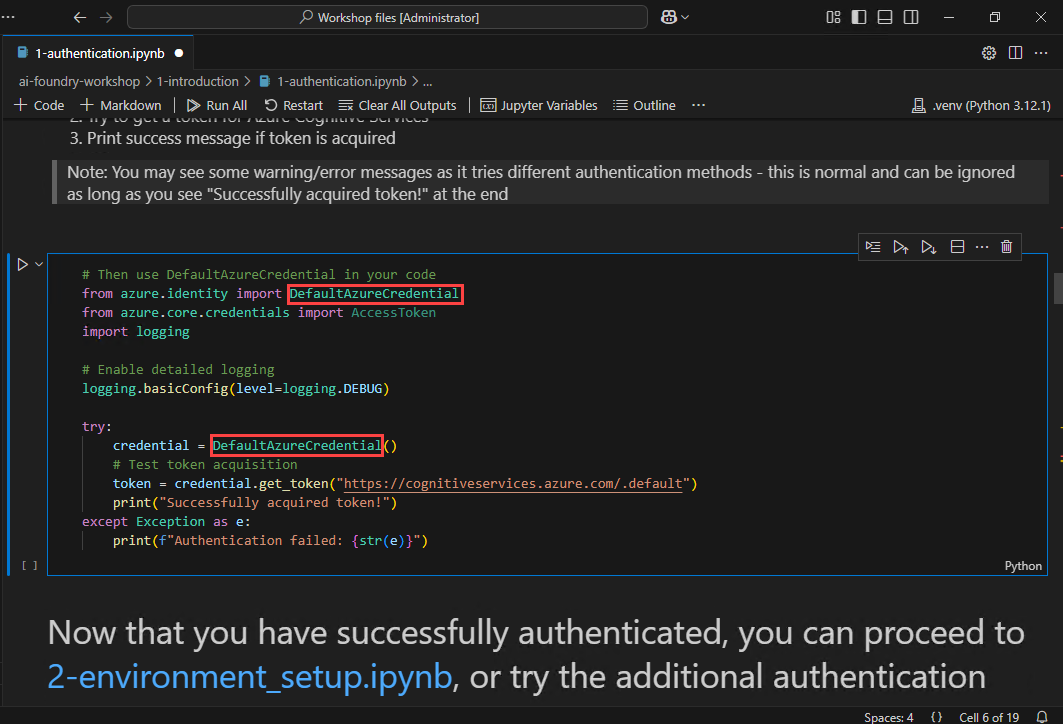 Workshop files [Administrator]
1-authentication.ipynb
ai-foundry-workshop > 1-introduction > 1-authentication.ipynb > ...
+ Code + Markdown | Run All Restart Clear All Outputs | Jupyter Variables Outline ... .venv (Python 3.12.1)
2. Try to get a token for Azure Cognitive Services
3. Print success message if token is acquired
Note: You may see some warning/error messages as it tries different authentication methods - this is normal and can be ignored
as long as you see "Successfully acquired token!" at the end
# Then use DefaultAzureCredential in your code
from azure.identity import DefaultAzureCredential
from azure.core.credentials import AccessToken
import logging
# Enable detailed logging
logging.basicConfig(level=logging.DEBUG)
try:
credential = DefaultAzureCredential()
# Test token acquisition
token = credential.get_token("https://cognitiveservices.azure.com/.default")
print("Successfully acquired token!")
except Exception as e:
print(f"Authentication failed: {str(e)}")
[ ]
Python
Now that you have successfully authenticated, you can proceed to
2-environment_setup.ipynb, or try the additional authentication
Spaces: 4 {} Cell 6 of 19